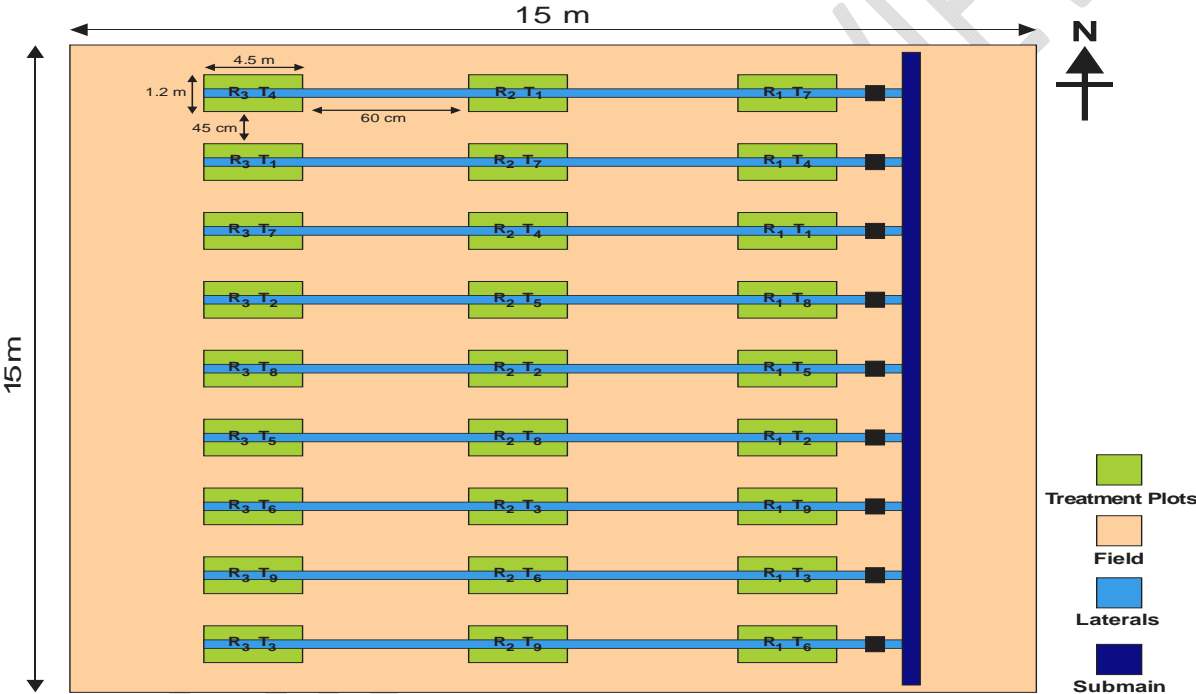 15 m
N
4.5 m
1.2 m
R₃ T₄ R₂ T₁ R₁ T₇
60 cm
45 cm
R₃ T₁ R₂ T₇ R₁ T₄
R₃ T₇ R₂ T₄ R₁ T₁
R₃ T₂ R₂ T₅ R₁ T₈
15m
R₃ T₈ R₂ T₂ R₁ T₅
R₃ T₅ R₂ T₈ R₁ T₂
R₃ T₆ R₂ T₃ R₁ T₉
R₃ T₉ R₂ T₆ R₁ T₃
R₃ T₃ R₂ T₉ R₁ T₆
Treatment Plots
Field
Laterals
Submain